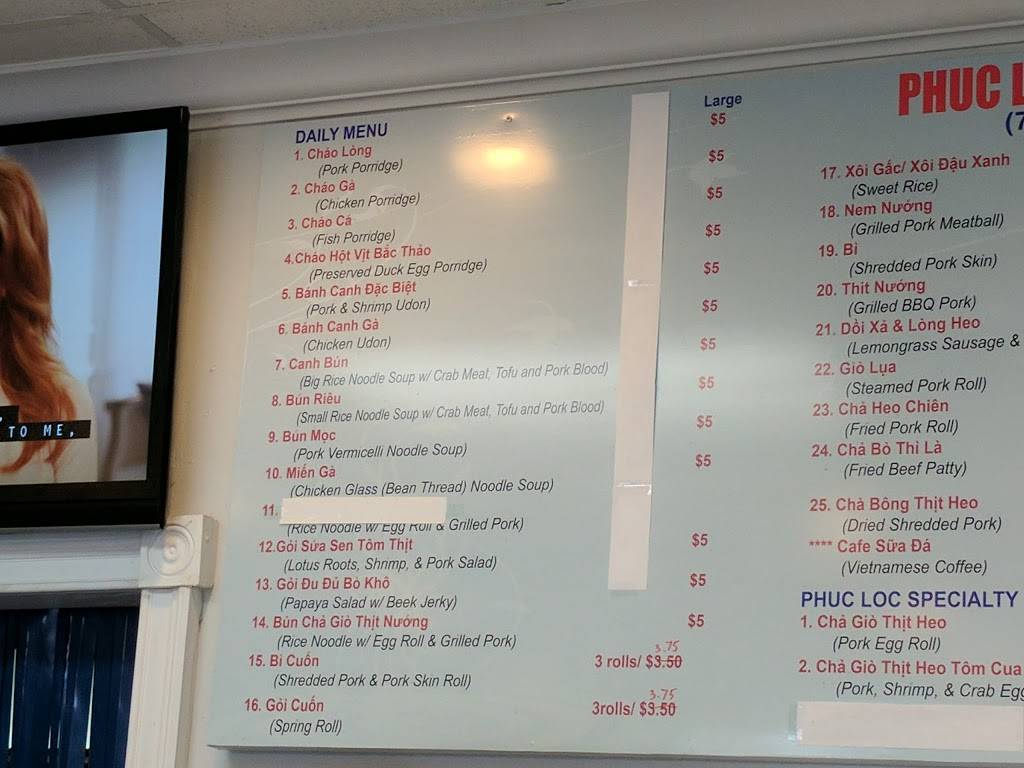 TO ME,
DAILY MENU
Large
1. Cháo Lòng $5
(Pork Porridge)
2. Cháo Gà $5
(Chicken Porridge)
3. Cháo Cá $5
(Fish Porridge)
4.Cháo Hột Vịt Bắc Thảo $5
(Preserved Duck Egg Porridge)
5. Bánh Canh Đặc Biệt $5
(Pork & Shrimp Udon)
6. Bánh Canh Gà $5
(Chicken Udon)
7. Canh Bún $5
(Big Rice Noodle Soup w/ Crab Meat, Tofu and Pork Blood)
8. Bún Riêu $5
(Small Rice Noodle Soup w/ Crab Meat, Tofu and Pork Blood)
9. Bún Mọc $5
(Pork Vermicelli Noodle Soup)
10. Miến Gà $5
(Chicken Glass (Bean Thread) Noodle Soup)
11.
(Rice Noodle w/ Egg Roll & Grilled Pork)
12.Gỏi Sứa Sen Tôm Thịt $5
(Lotus Roots, Shrimp, & Pork Salad)
13. Gỏi Đu Đủ Bò Khô $5
(Papaya Salad w/ Beek Jerky)
14. Bún Chả Giò Thịt Nướng $5
(Rice Noodle w/ Egg Roll & Grilled Pork)
15. Bì Cuốn 3 rolls/ $3.50 3.75
(Shredded Pork & Pork Skin Roll)
16. Gỏi Cuốn 3rolls/ $3.50 3.75
(Spring Roll)
PHUC L
(7
17. Xôi Gấc/ Xôi Đậu Xanh
(Sweet Rice)
18. Nem Nướng
(Grilled Pork Meatball)
19. Bì
(Shredded Pork Skin)
20. Thịt Nướng
(Grilled BBQ Pork)
21. Dồi Xả & Lòng Heo
(Lemongrass Sausage &
22. Giò Lụa
(Steamed Pork Roll)
23. Chả Heo Chiên
(Fried Pork Roll)
24. Chả Bò Thì Là
(Fried Beef Patty)
25. Chà Bông Thịt Heo
(Dried Shredded Pork)
**** Cafe Sữa Đá
(Vietnamese Coffee)
PHUC LOC SPECIALTY
1. Chả Giò Thịt Heo
(Pork Egg Roll)
2. Chả Giò Thịt Heo Tôm Cua
(Pork, Shrimp, & Crab Egg